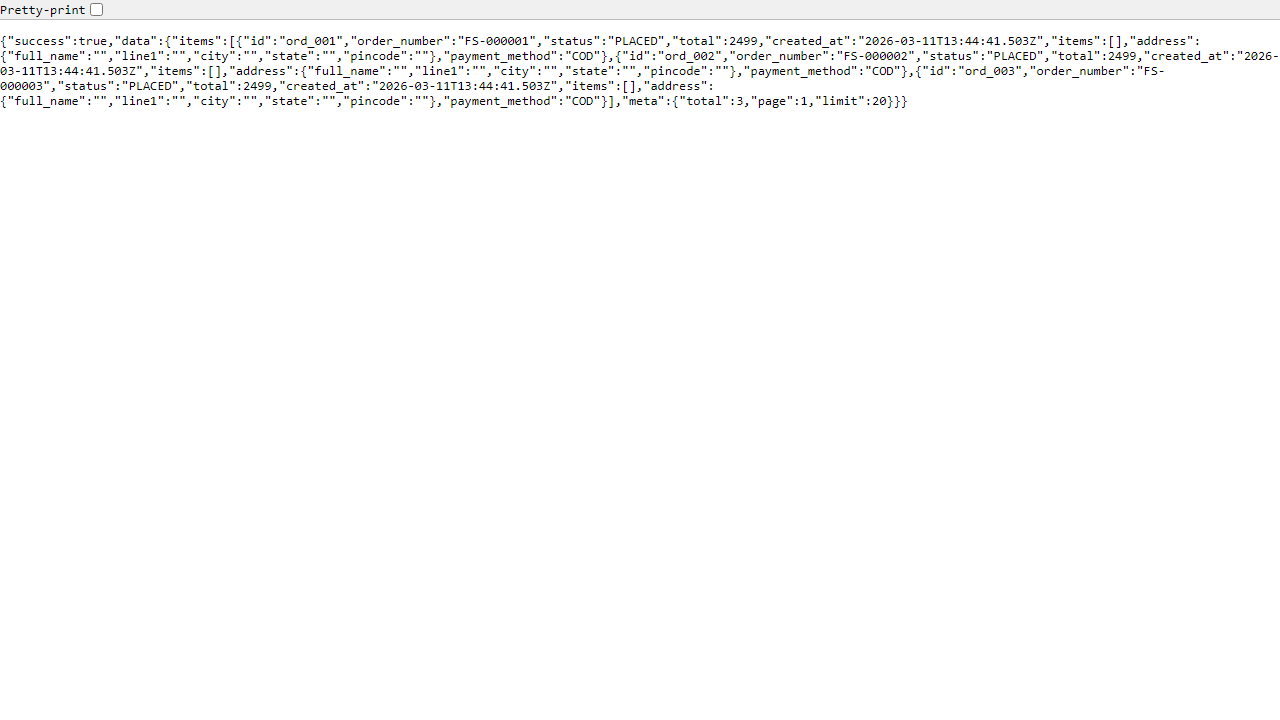 Pretty-print
{"success":true,"data":{"items":[{"id":"ord_001","order_number":"FS-000001","status":"PLACED","total":2499,"created_at":"2026-03-11T13:44:41.503Z","items":[],"address":
{"full_name":"","line1":"","city":"","state":"","pincode":""},"payment_method":"COD"},{"id":"ord_002","order_number":"FS-000002","status":"PLACED","total":2499,"created_at":"2026-
03-11T13:44:41.503Z","items":[],"address":{"full_name":"","line1":"","city":"","state":"","pincode":""},"payment_method":"COD"},{"id":"ord_003","order_number":"FS-
000003","status":"PLACED","total":2499,"created_at":"2026-03-11T13:44:41.503Z","items":[],"address":
{"full_name":"","line1":"","city":"","state":"","pincode":""},"payment_method":"COD"}],"meta":{"total":3,"page":1,"limit":20}}}